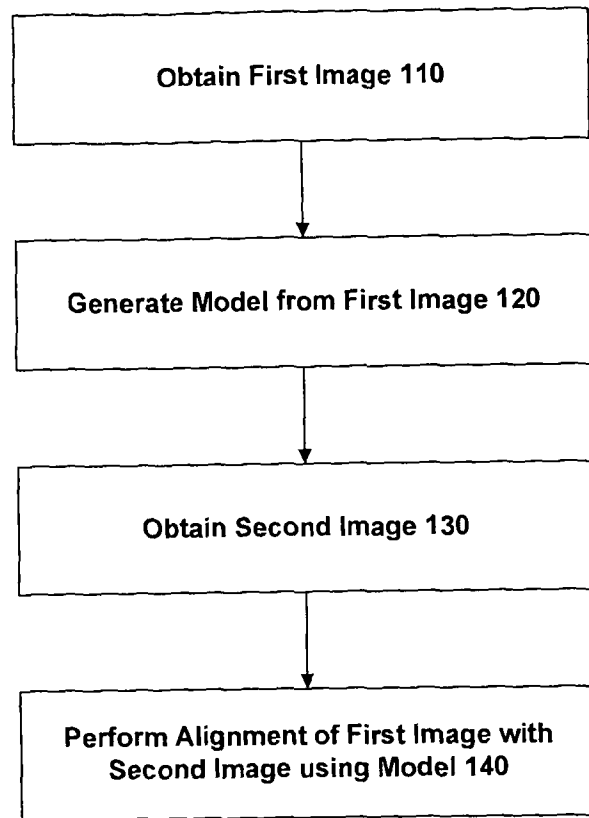 Obtain First Image 110
Generate Model from First Image 120
Obtain Second Image 130
Perform Alignment of First Image with
Second Image using Model 140